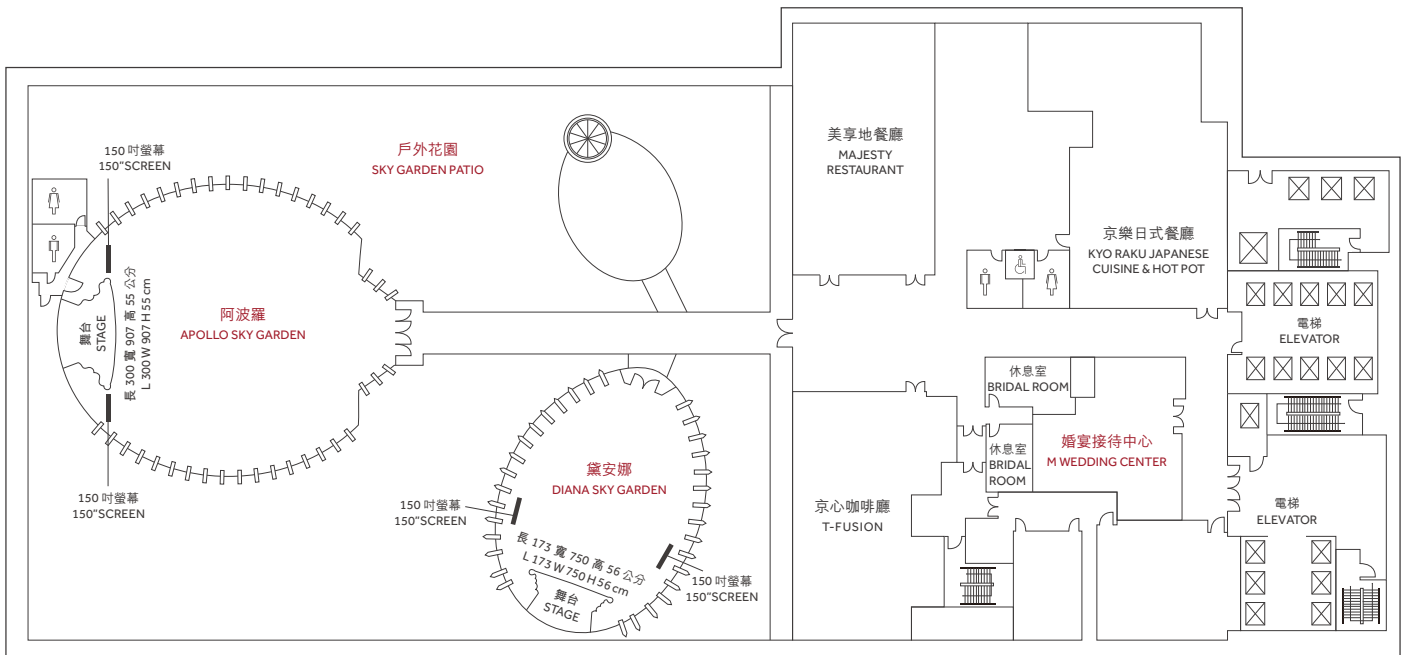 150 吋螢幕
150"SCREEN
戶外花園
SKY GARDEN PATIO
阿波羅
APOLLO SKY GARDEN
舞台
STAGE
長 300 寬 907 高 55 公分
L 300 W 907 H 55 cm
150 吋螢幕
150"SCREEN
黛安娜
DIANA SKY GARDEN
150 吋螢幕
150"SCREEN
長 173 寬 750 高 56 公分
L 173 W 750 H 56 cm
舞台
STAGE
150 吋螢幕
150"SCREEN
美享地餐廳
MAJESTY
RESTAURANT
京樂日式餐廳
KYO RAKU JAPANESE
CUISINE & HOT POT
電梯
ELEVATOR
休息室
BRIDAL ROOM
休息室
BRIDAL
ROOM
婚宴接待中心
M WEDDING CENTER
京心咖啡廳
T-FUSION
電梯
ELEVATOR